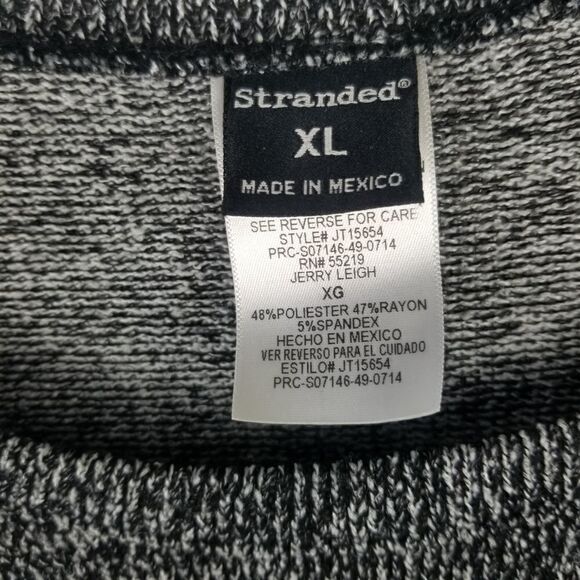 Stranded®
XL
MADE IN MEXICO
SEE REVERSE FOR CARE
STYLE# JT15654
PRC-S07146-49-0714
RN# 55219
JERRY LEIGH
XG
48%POLIESTER 47%RAYON
5%SPANDEX
HECHO EN MEXICO
VER REVERSO PARA EL CUIDADO
ESTILO# JT15654
PRC-S07146-49-0714